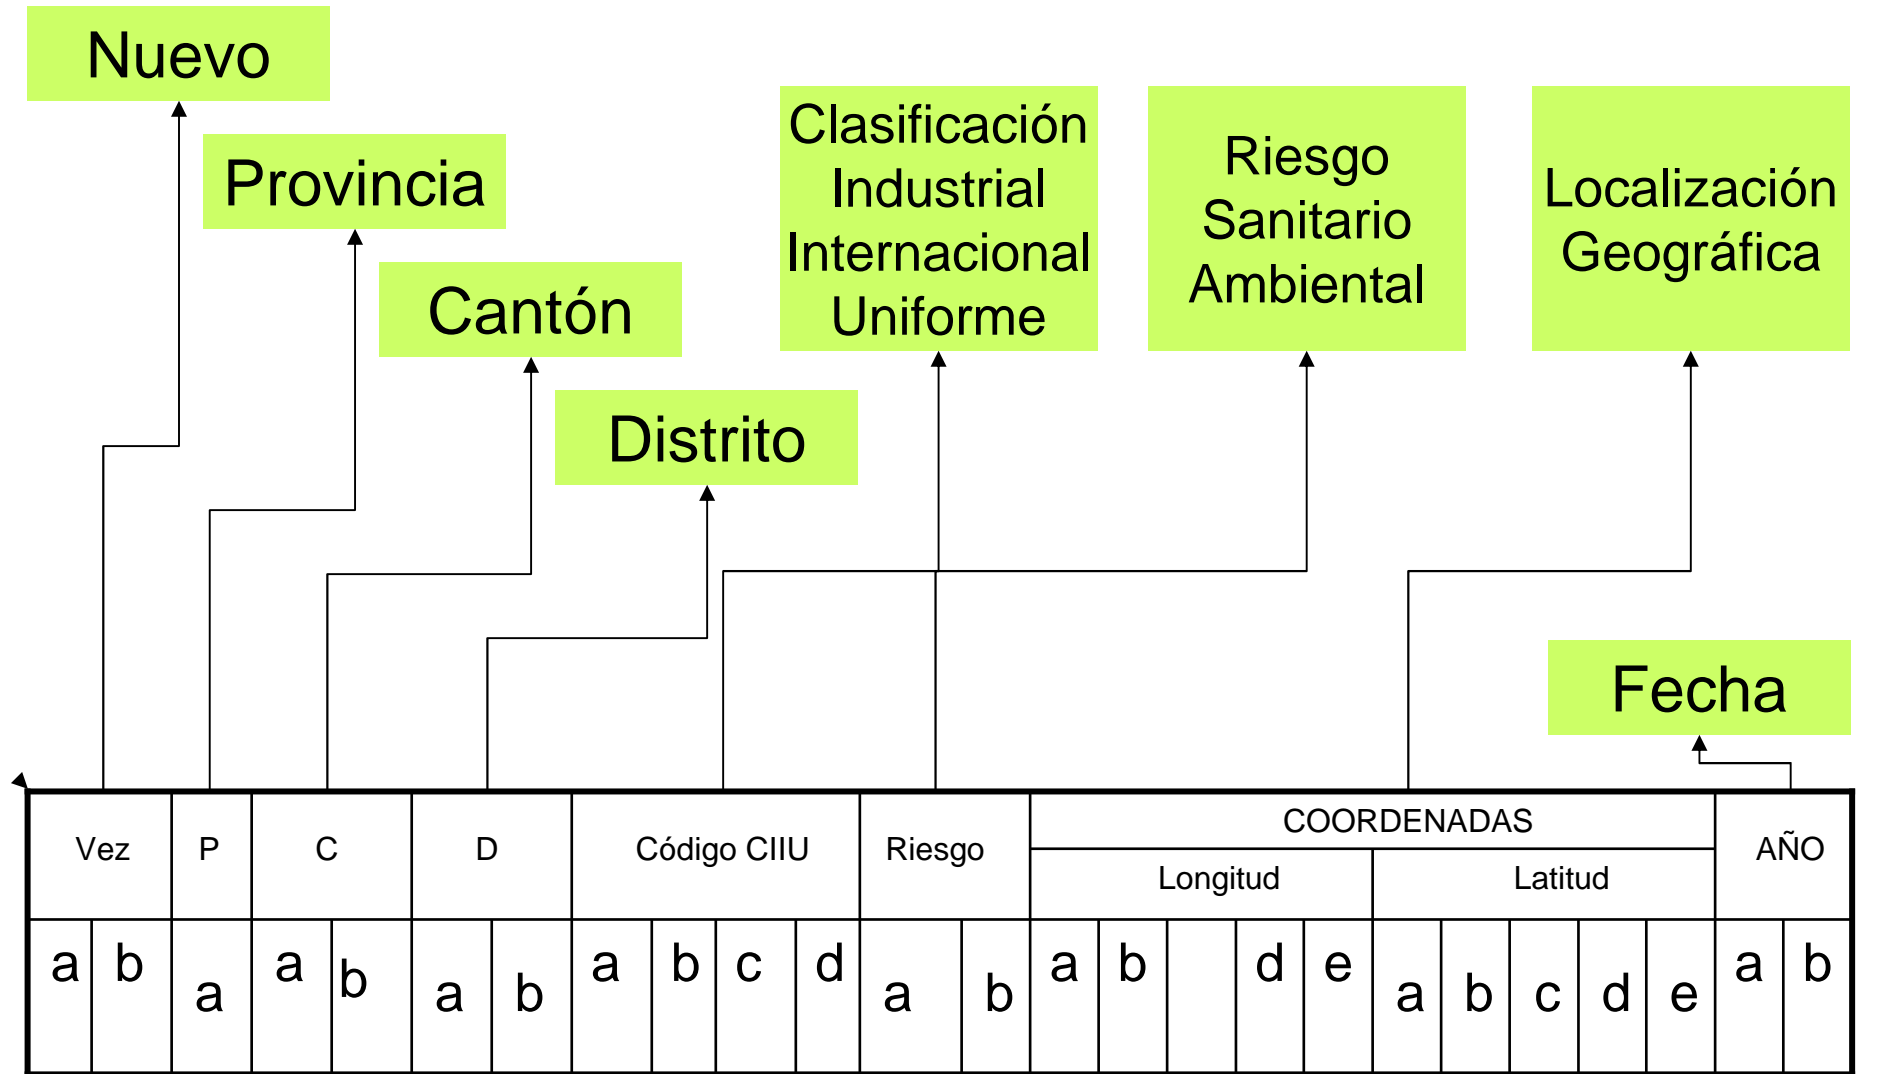 Nuevo
Provincia
Cantón
Distrito
Clasificación
Industrial
Internacional
Uniforme
Riesgo
Sanitario
Ambiental
Localización
Geográfica
Fecha
Vez P C D Código CIIU Riesgo COORDENADAS AÑO
Longitud Latitud
a b a a b a b a b c d a b a b d e a b c d e a b